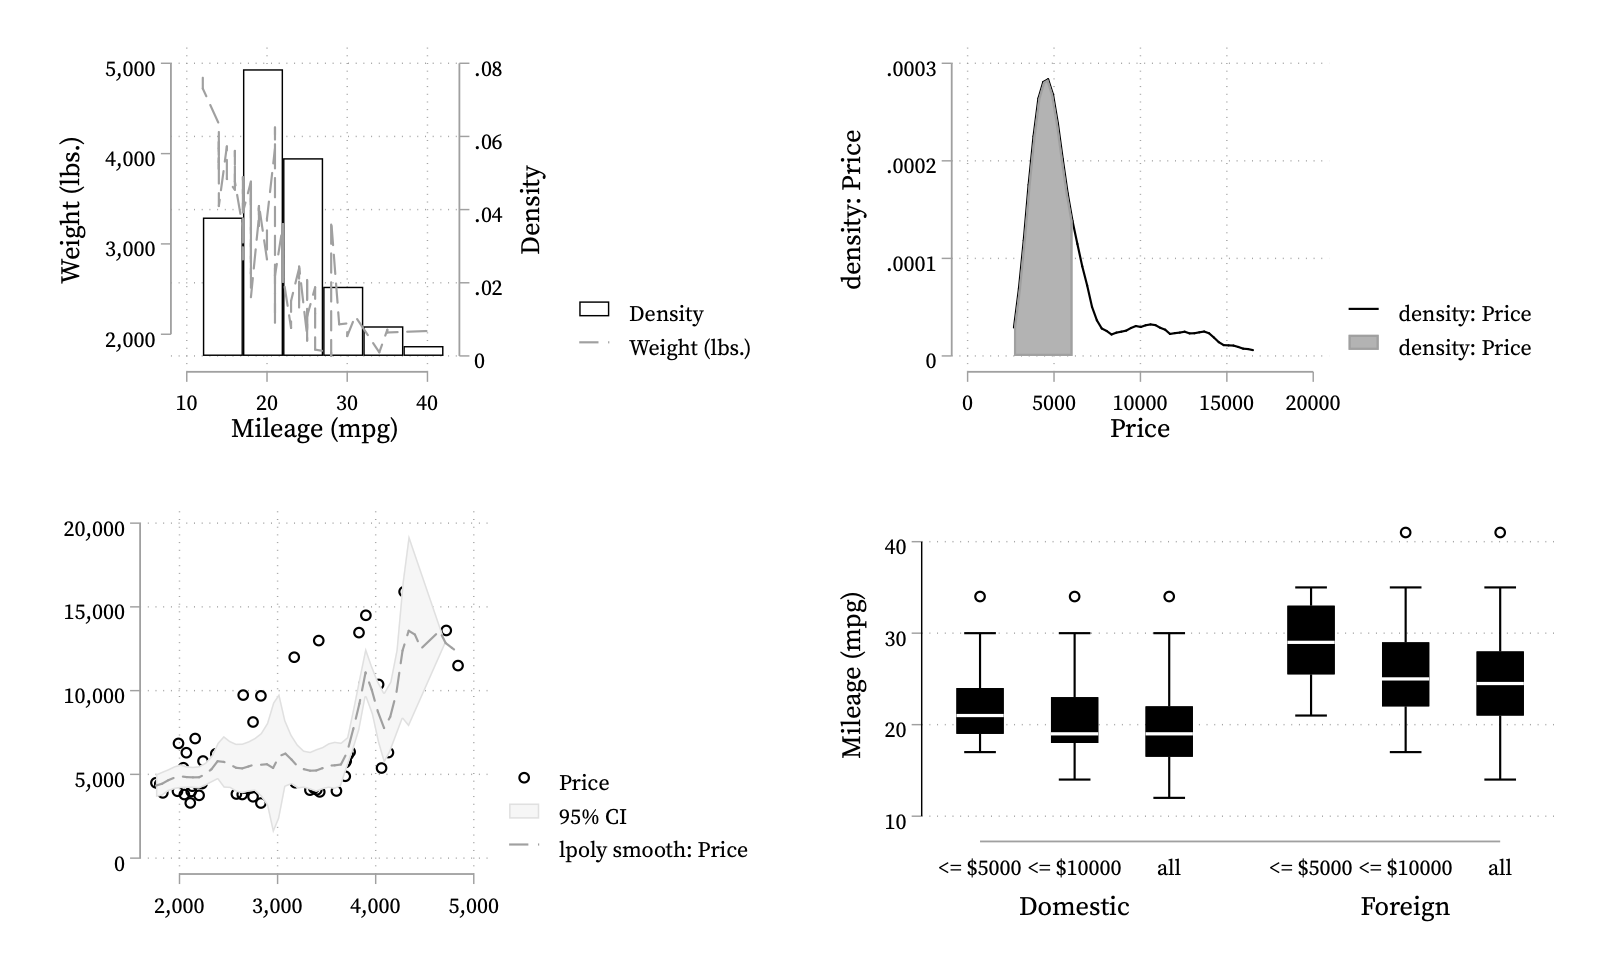 5,000
4,000
3,000
2,000
Weight (lbs.)
.08
.06
.04
.02
0
Density
10 20 30 40
Mileage (mpg)
Density
Weight (lbs.)
.0003
.0002
.0001
0
density: Price
0 5000 10000 15000 20000
Price
density: Price
density: Price
20,000
15,000
10,000
5,000
0
2,000 3,000 4,000 5,000
Price
95% CI
lpoly smooth: Price
40
30
20
10
Mileage (mpg)
<= $5000 <= $10000 all <= $5000 <= $10000 all
Domestic Foreign